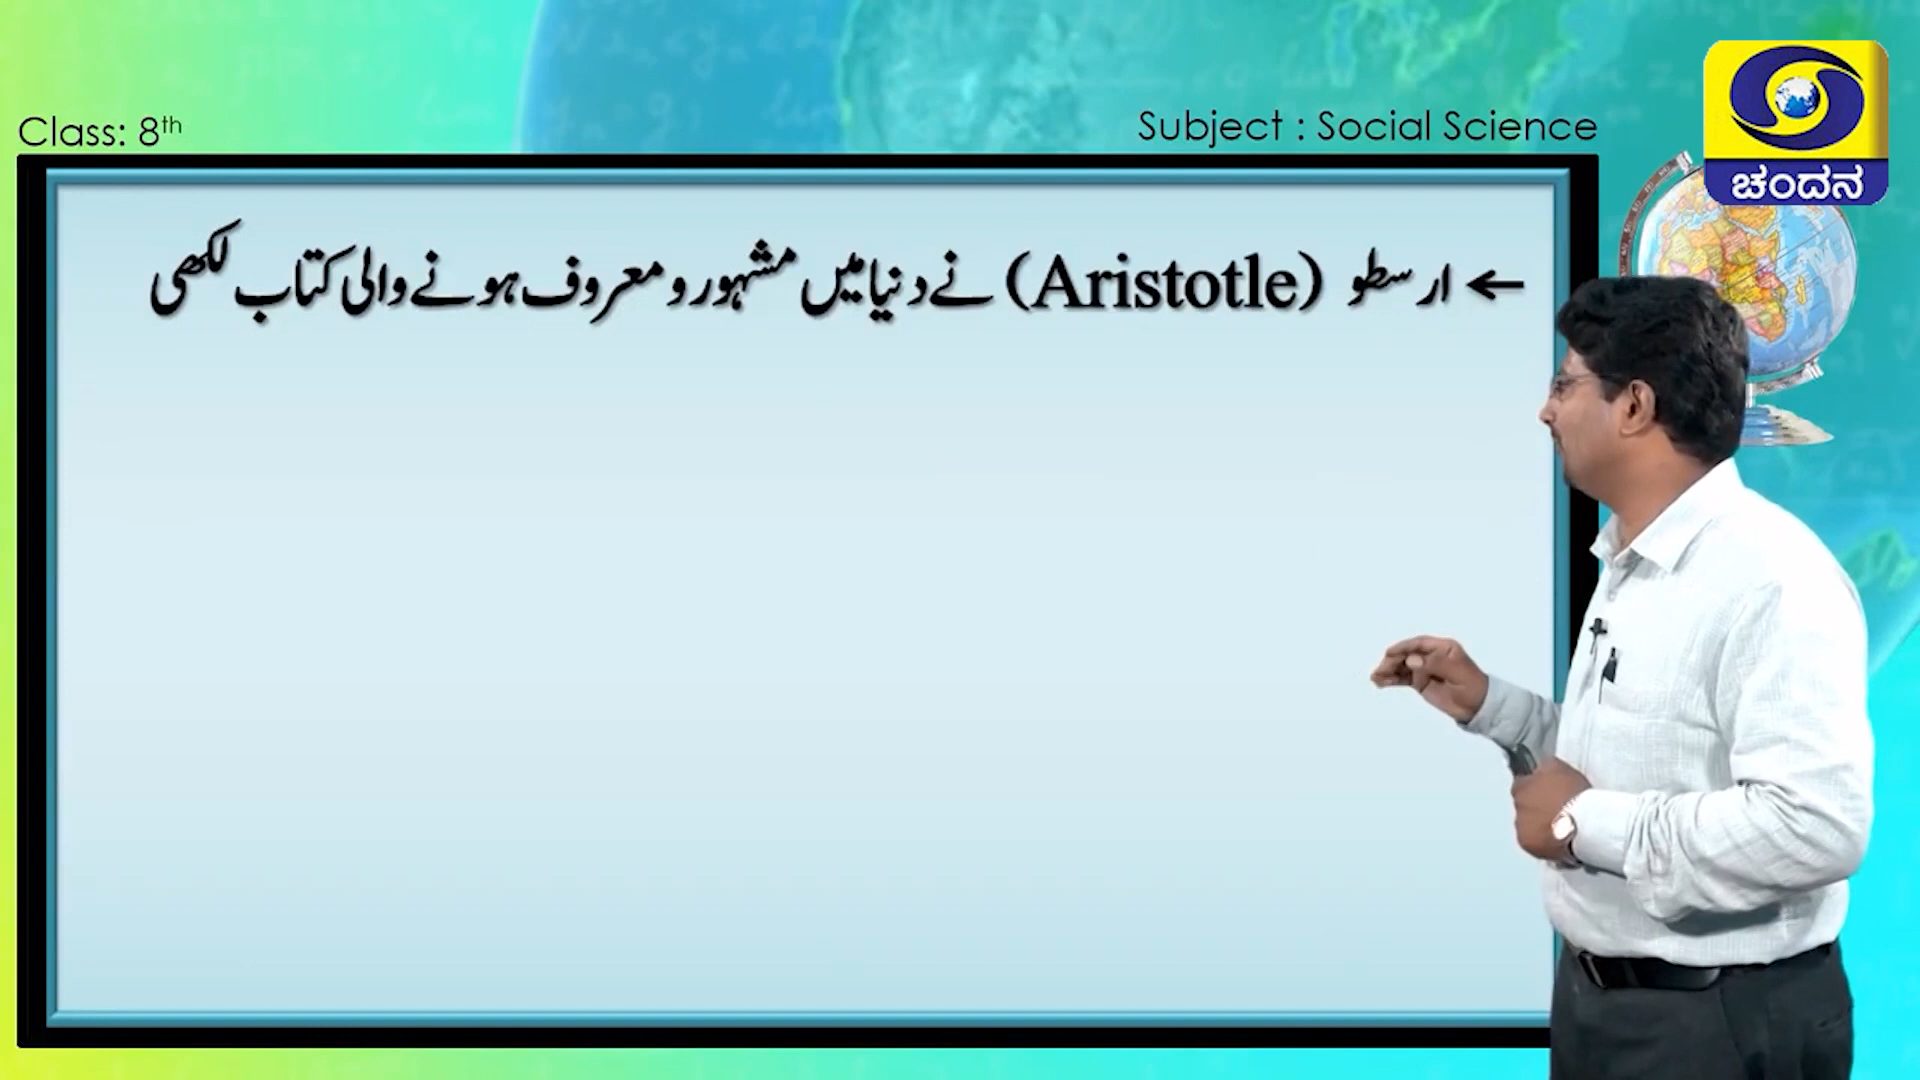 Class: 8th
Subject : Social Science
ಚಂದನ
← ارسطو (Aristotle) نے دنیا میں مشہور و معروف ہونے والی کتاب لکھی